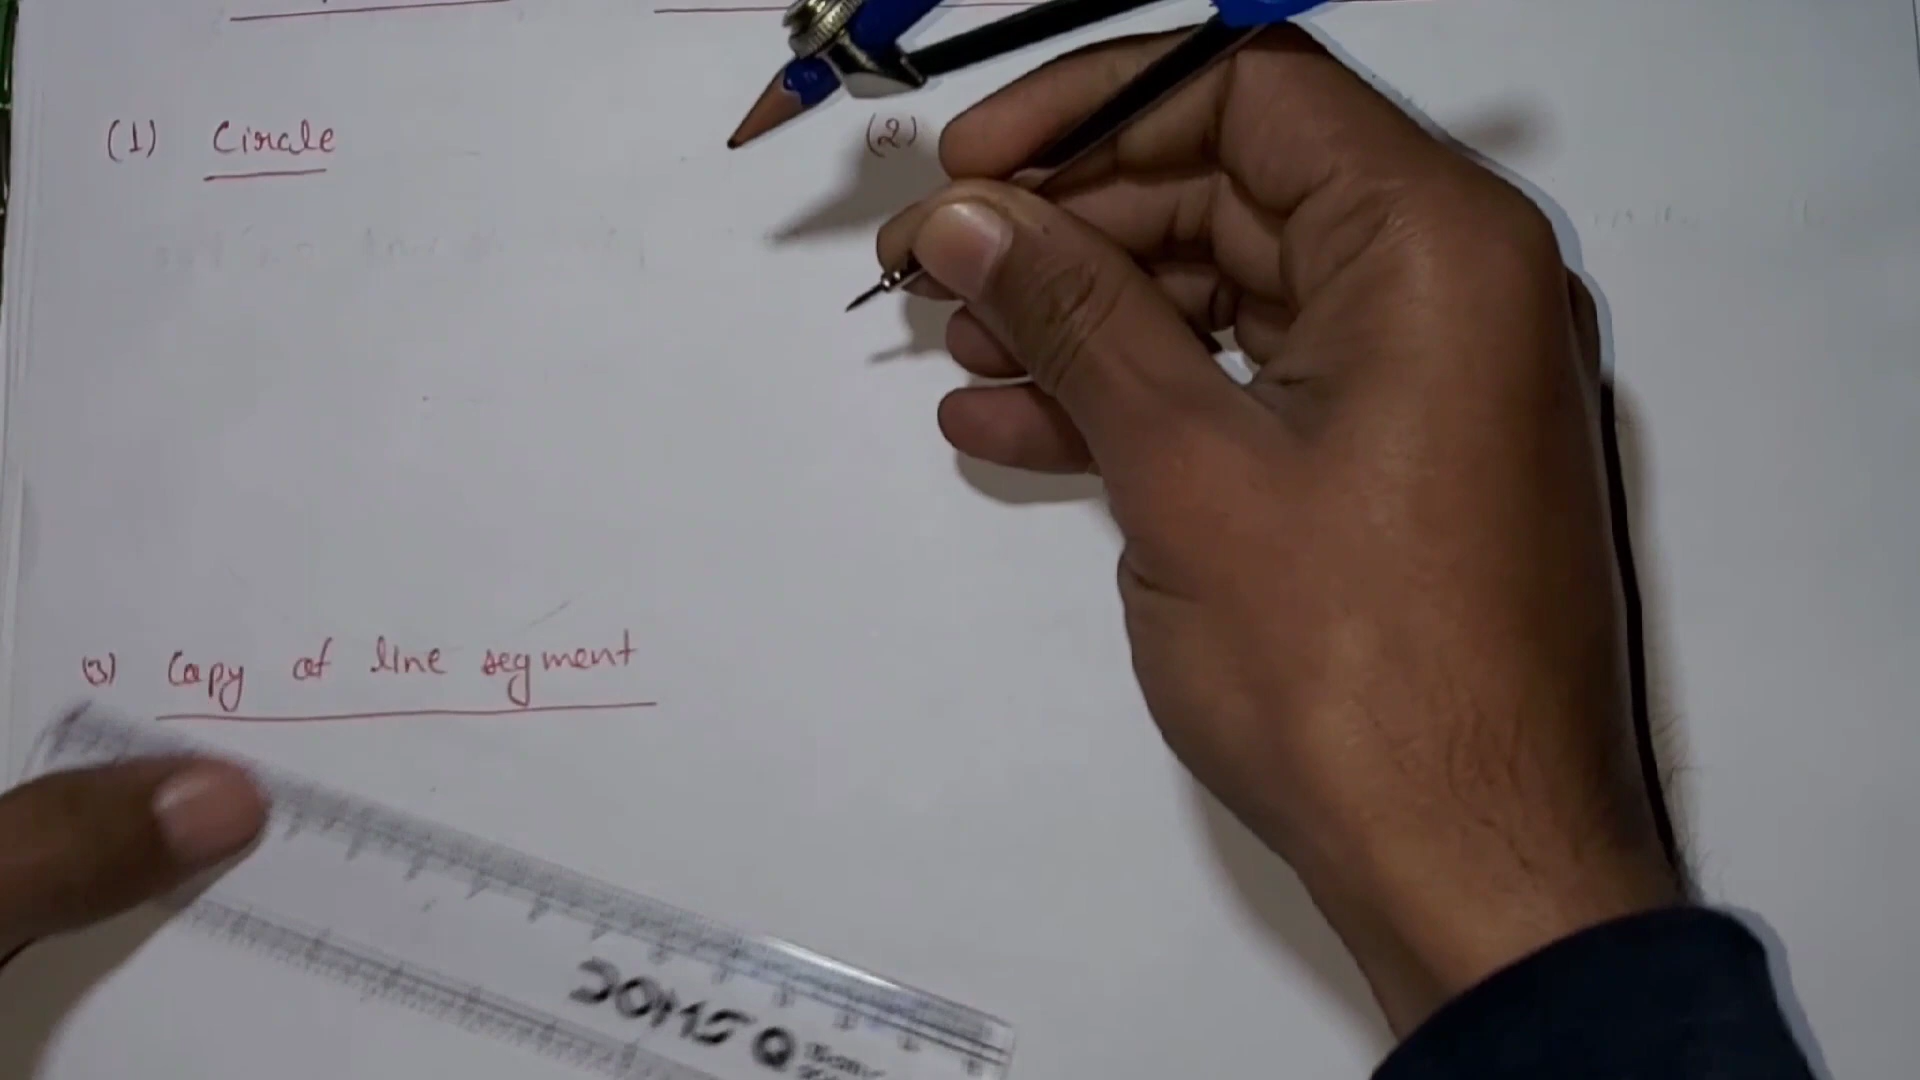 (1) Circle
(2)
(3) Copy of line segment
DOMS